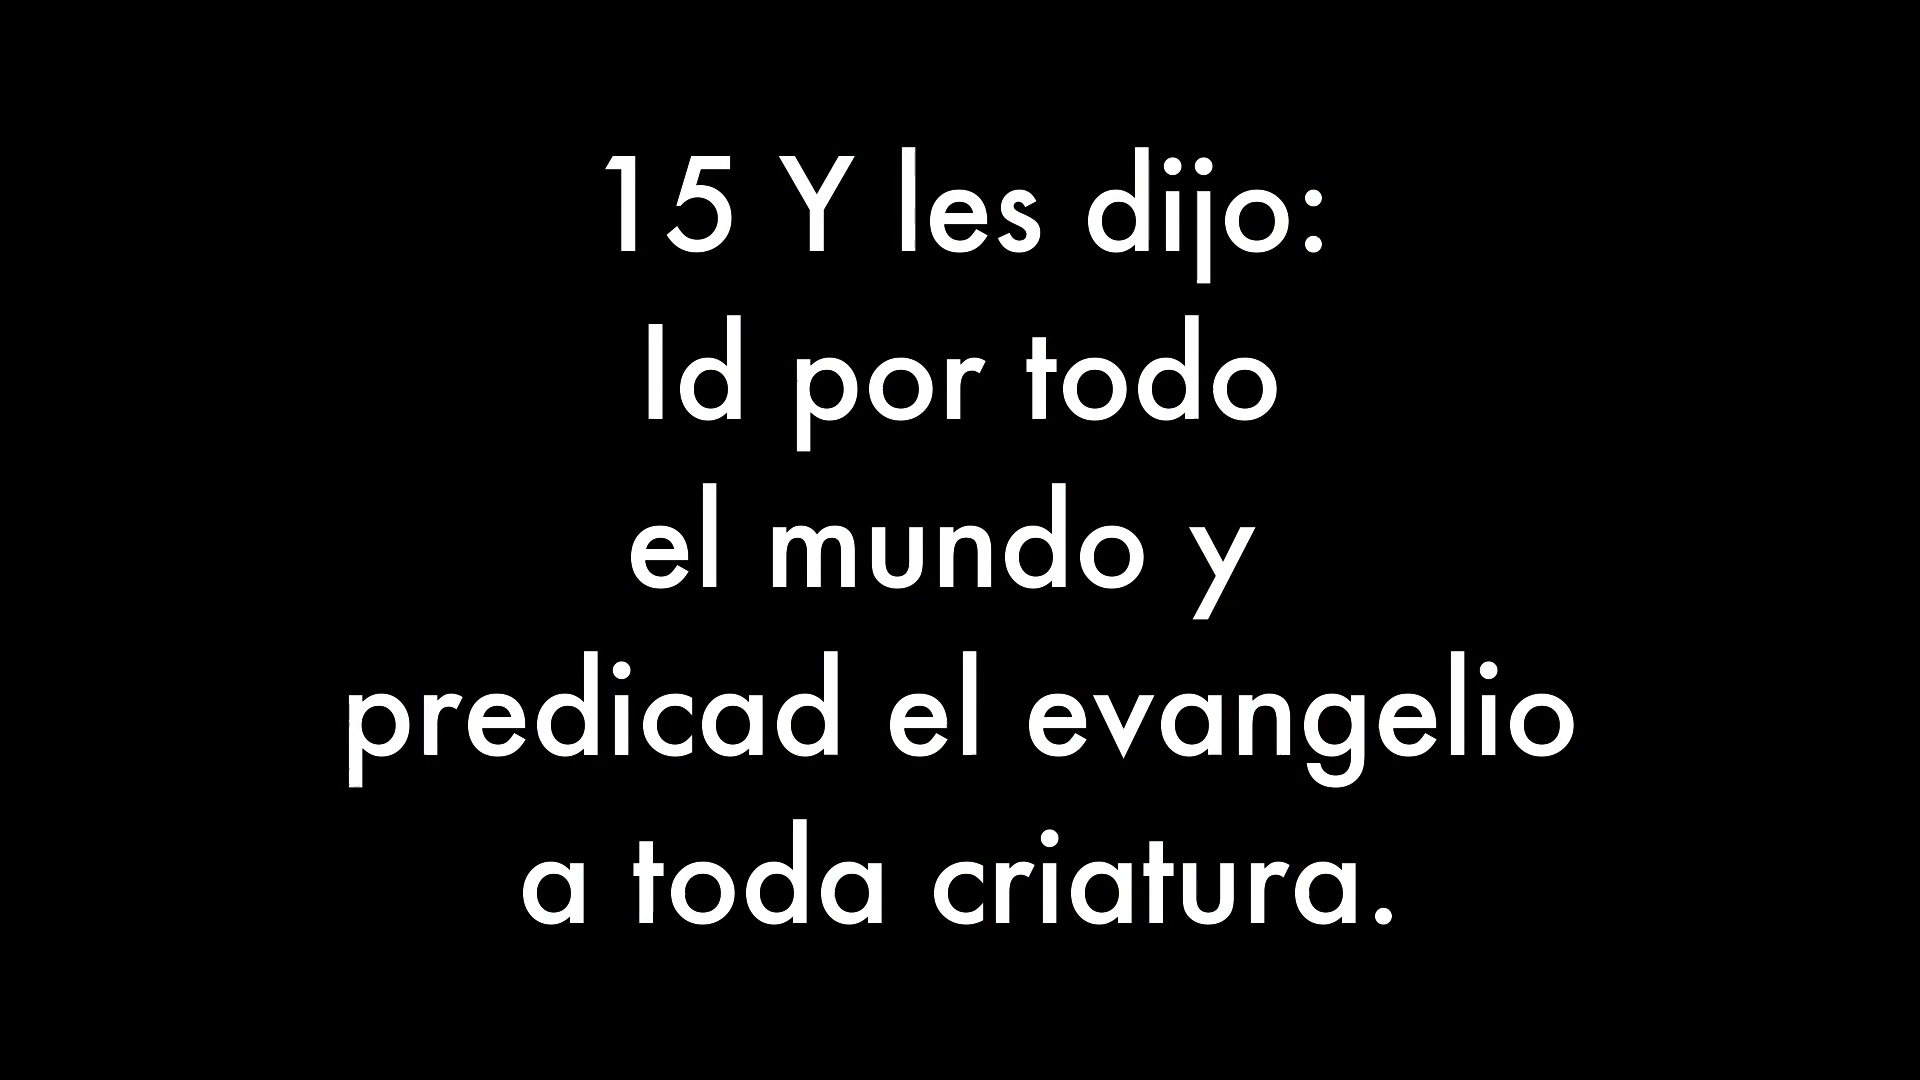 15 Y les dijo:
Id por todo
el mundo y
predicad el evangelio
a toda criatura.